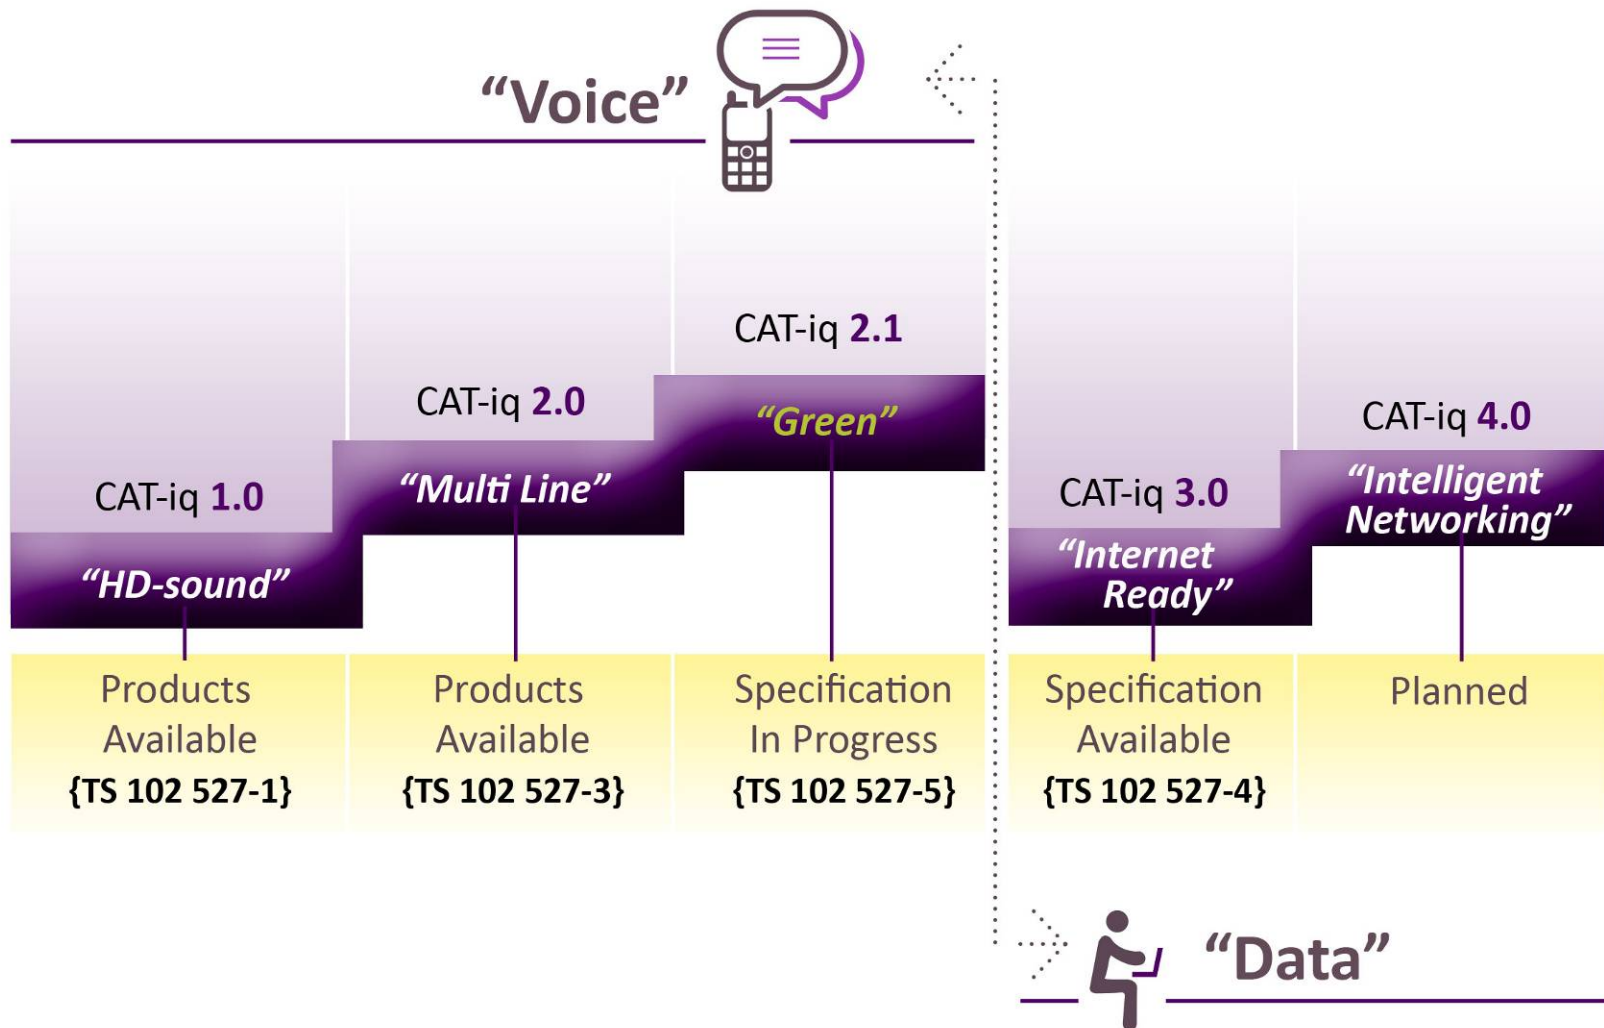 “Voice”
CAT-iq 1.0
“HD-sound”
Products
Available
{TS 102 527-1}
CAT-iq 2.0
“Multi Line”
Products
Available
{TS 102 527-3}
CAT-iq 2.1
“Green”
Specification
In Progress
{TS 102 527-5}
CAT-iq 3.0
“Internet
Ready”
Specification
Available
{TS 102 527-4}
CAT-iq 4.0
“Intelligent
Networking”
Planned
“Data”